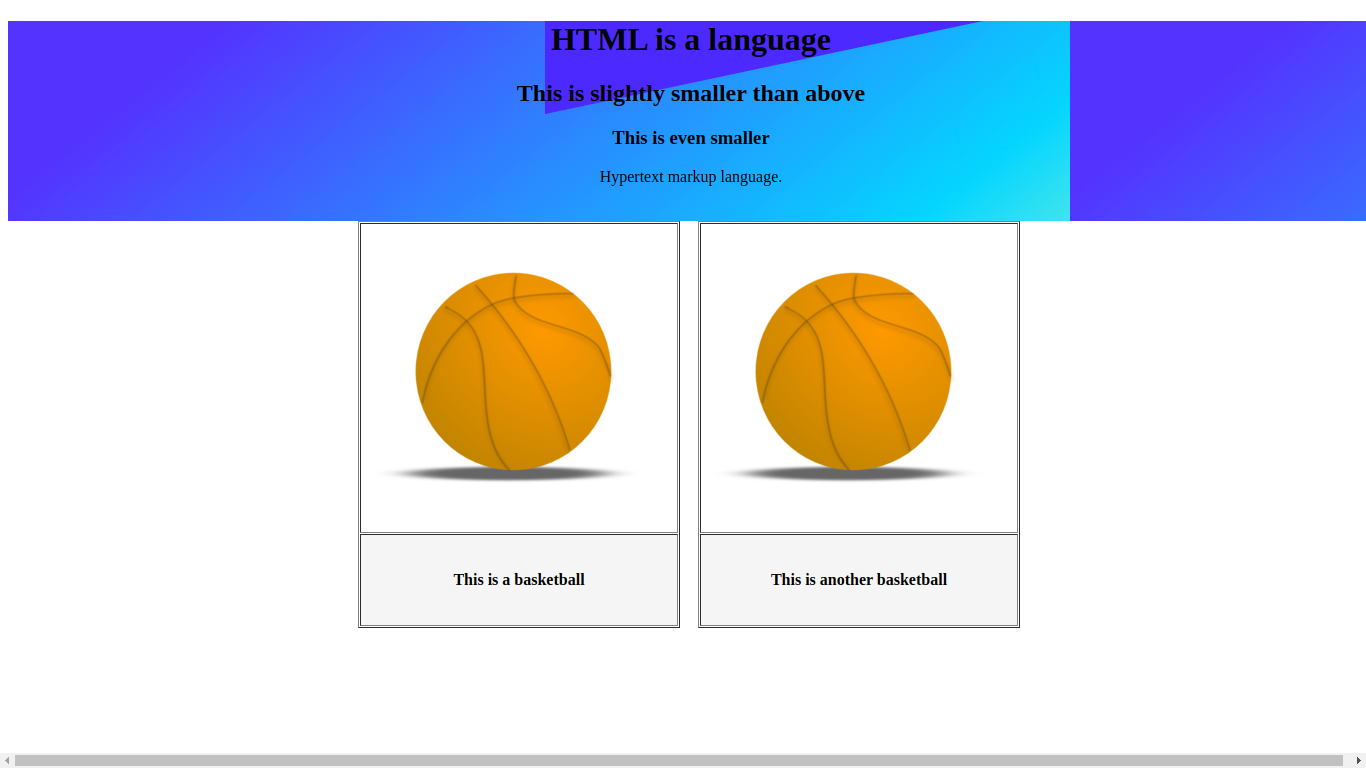 HTML is a language
This is slightly smaller than above
This is even smaller
Hypertext markup language.
This is a basketball
This is another basketball